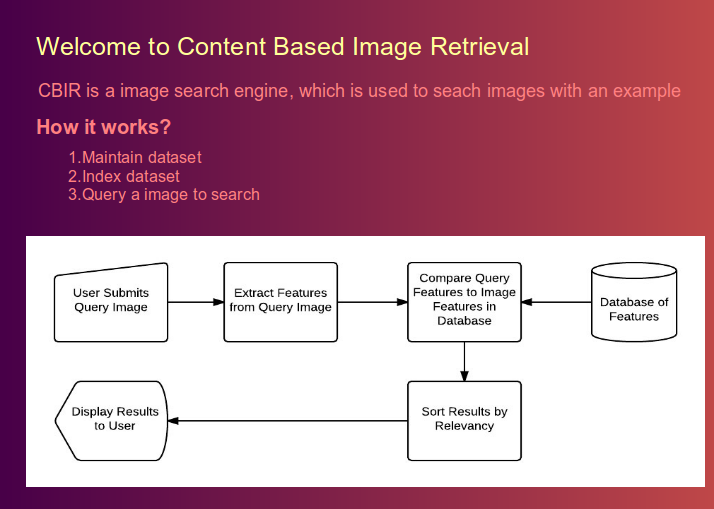 Welcome to Content Based Image Retrieval
CBIR is a image search engine, which is used to seach images with an example
How it works?
1.Maintain dataset
2.Index dataset
3.Query a image to search
User Submits
Query Image
Extract Features
from Query Image
Compare Query
Features to Image
Features in
Database
Database of
Features
Display Results
to User
Sort Results by
Relevancy